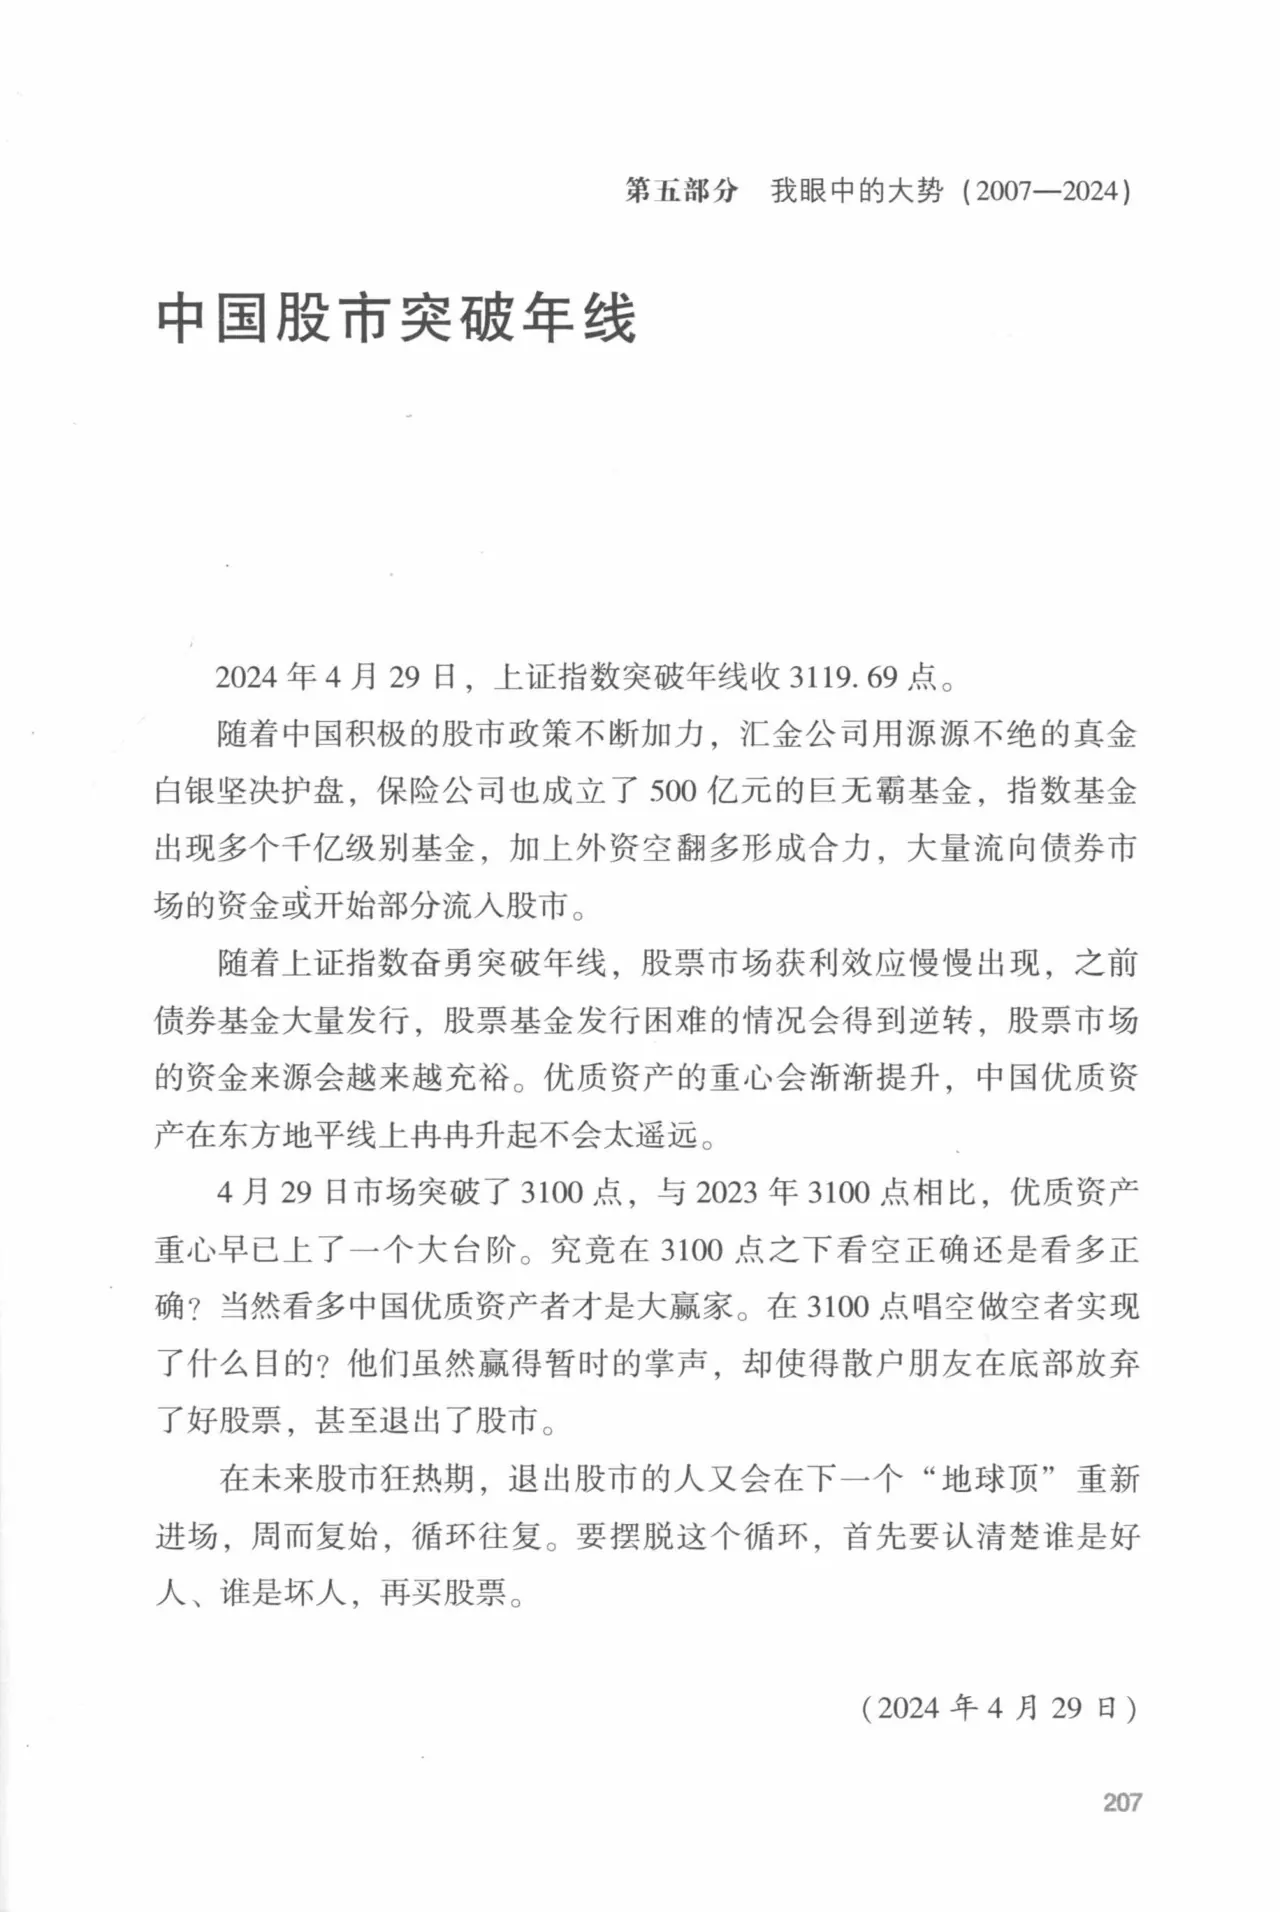 第五部分 我眼中的大势（2007—2024）
中国股市突破年线
2024 年 4 月 29 日，上证指数突破年线收 3119.69 点。
随着中国积极的股市政策不断加力，汇金公司用源源不绝的真金
白银坚决护盘，保险公司也成立了 500 亿元的巨无霸基金，指数基金
出现多个千亿级别基金，加上外资空翻多形成合力，大量流向债券市
场的资金或开始部分流入股市。
随着上证指数奋勇突破年线，股票市场获利效应慢慢出现，之前
债券基金大量发行，股票基金发行困难的情况会得到逆转，股票市场
的资金来源会越来越充裕。优质资产的重心会渐渐提升，中国优质资
产在东方地平线上冉冉升起不会太遥远。
4 月 29 日市场突破了 3100 点，与 2023 年 3100 点相比，优质资产
重心早已上了一个大台阶。究竟在 3100 点之下看空正确还是看多正
确？当然看多中国优质资产者才是大赢家。在 3100 点唱空做空者实现
了什么目的？他们虽然赢得暂时的掌声，却使得散户朋友在底部放弃
了好股票，甚至退出了股市。
在未来股市狂热期，退出股市的人又会在下一个“地球顶”重新
进场，周而复始，循环往复。要摆脱这个循环，首先要认清楚谁是好
人、谁是坏人，再买股票。
（2024 年 4 月 29 日）
207